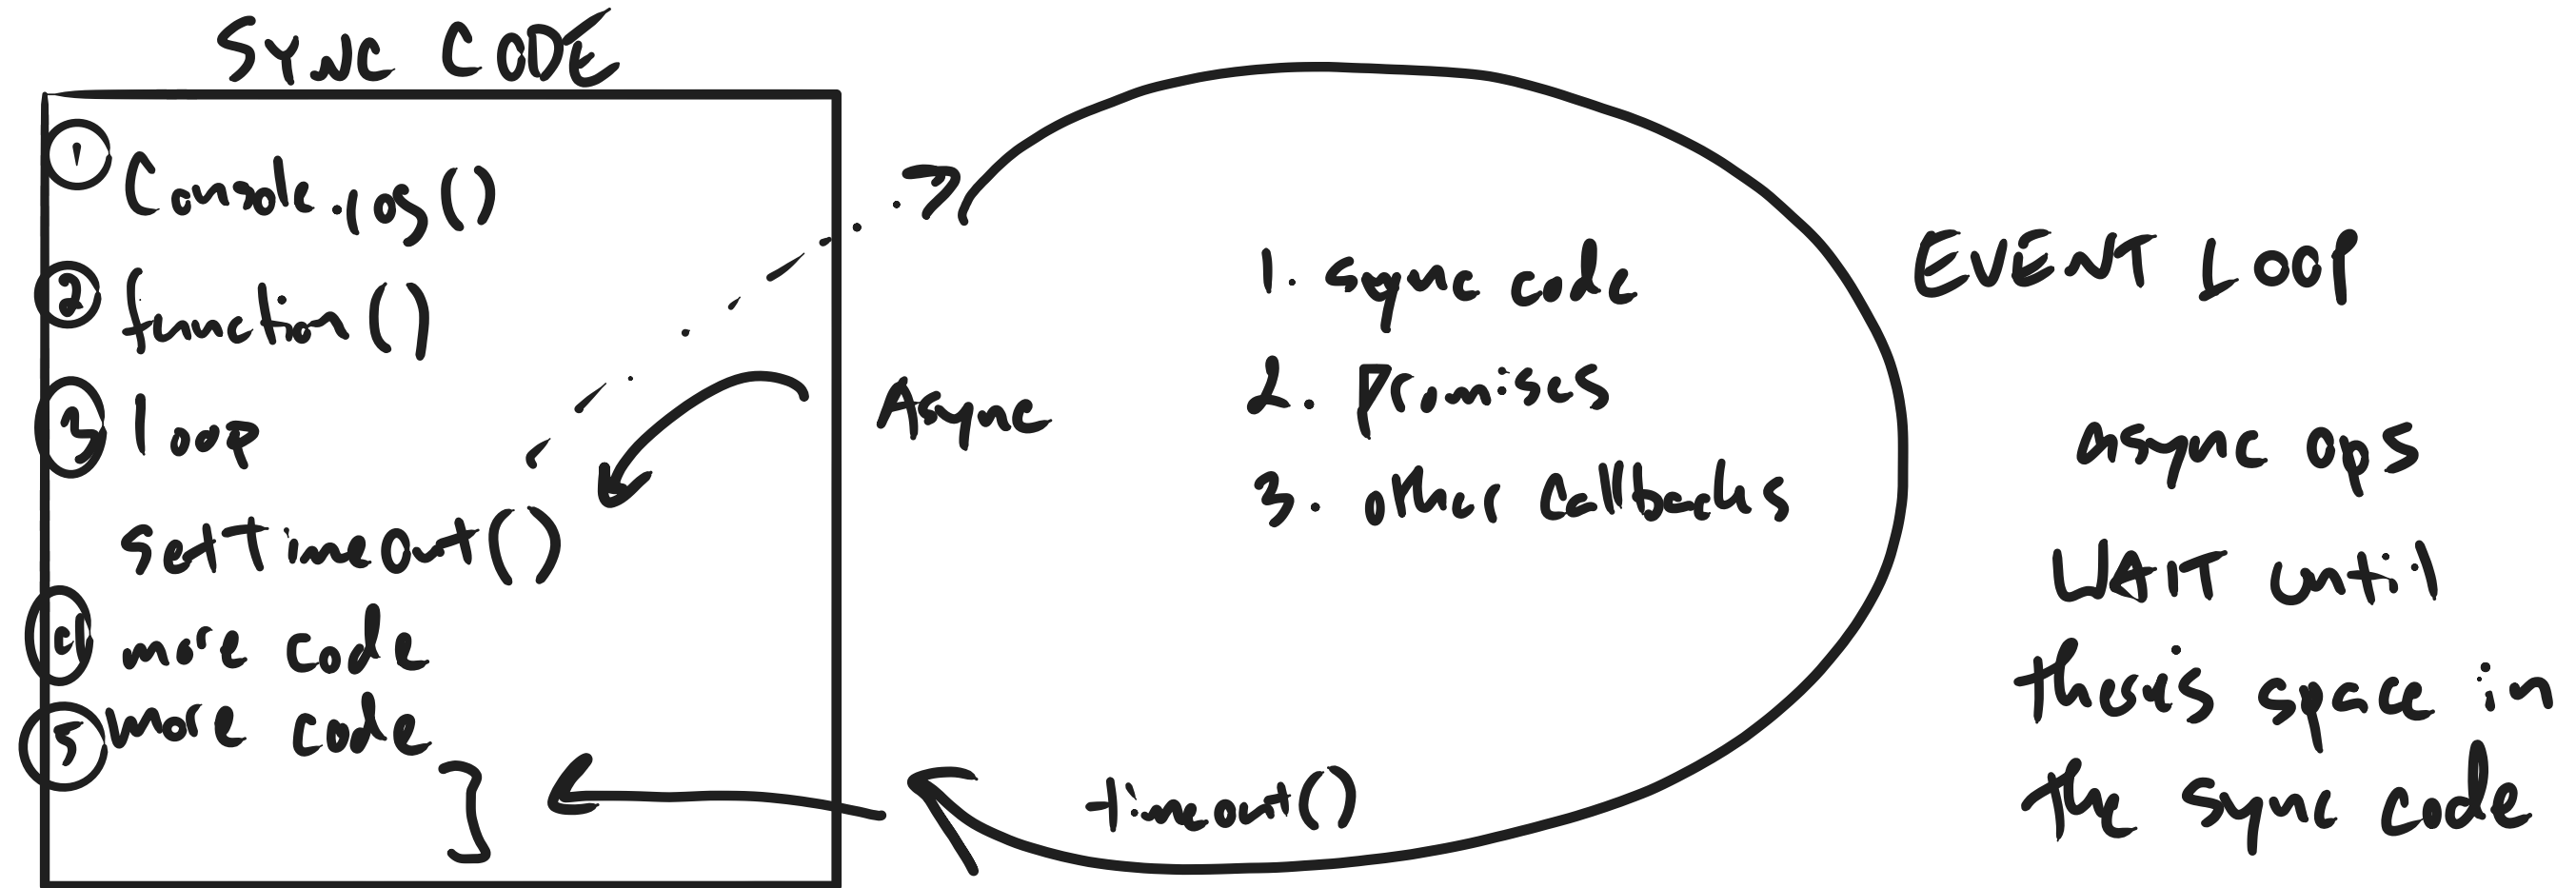 SYNC CODE
1 Console.log()
2 function()
3 loop
setTimeout()
4 more code
5 more code
Async
1. sync code
2. promises
3. other callbacks
timeout()
EVENT LOOP
async ops
WAIT until
there's space in
the sync code